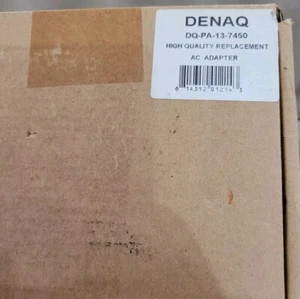 DENAQ
DQ-PA-13-7450
HIGH QUALITY REPLACEMENT
AC ADAPTER